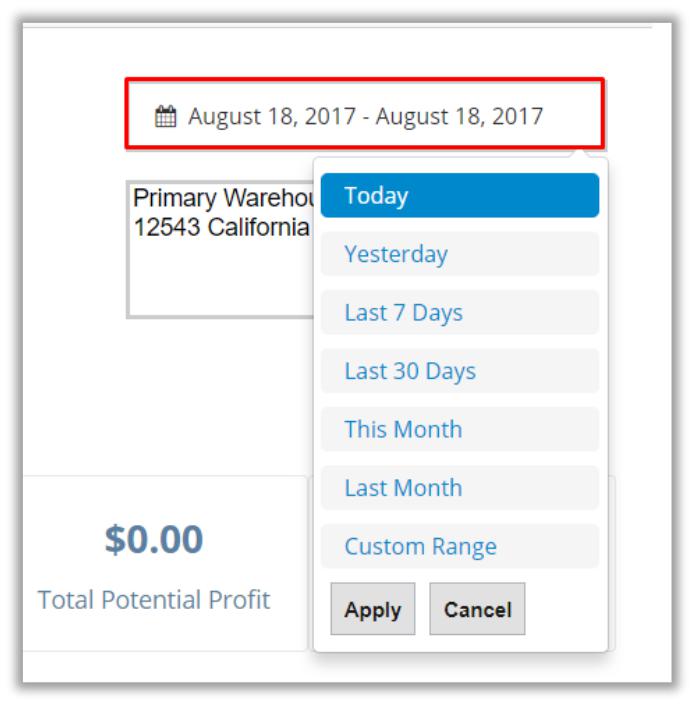 August 18, 2017 - August 18, 2017
Primary
12543 California
Today
Yesterday
Last 7 Days
Last 30 Days
This Month
Last Month
Custom Range
Apply Cancel
$0.00
Total Potential Profit